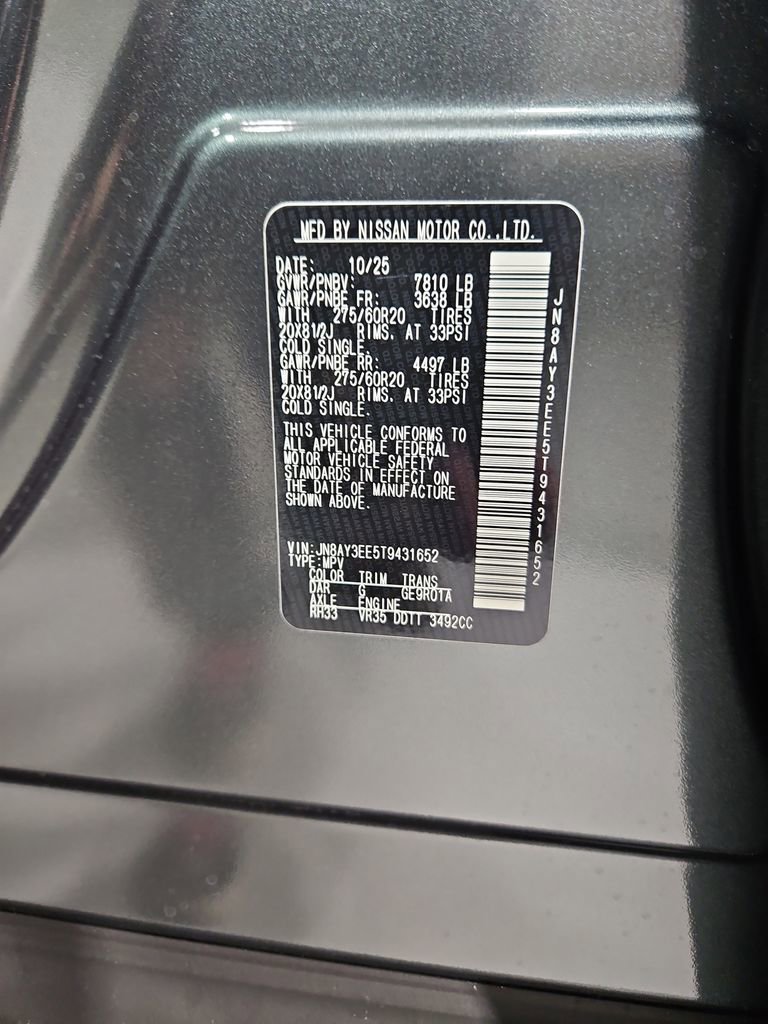 MFD BY NISSAN MOTOR CO.,LTD.
DATE: 10/25
GVWR/PNBV: 7810 LB
GAWR/PNBE FR: 3638 LB
WITH 275/60R20 TIRES
20X81/2J RIMS. AT 33PSI
COLD SINGLE.
GAWR/PNBE RR: 4497 LB
WITH 275/60R20 TIRES
20X81/2J RIMS. AT 33PSI
COLD SINGLE.
THIS VEHICLE CONFORMS TO
ALL APPLICABLE FEDERAL
MOTOR VEHICLE SAFETY
STANDARDS IN EFFECT ON
THE DATE OF MANUFACTURE
SHOWN ABOVE.
VIN:JN8AY3EE5T9431652
TYPE:MPV
COLOR TRIM TRANS
DAR G GE9R01A
AXLE ENGINE
RR33 VR35 DDTT 3492CC
JN8AY3EE5T9431652